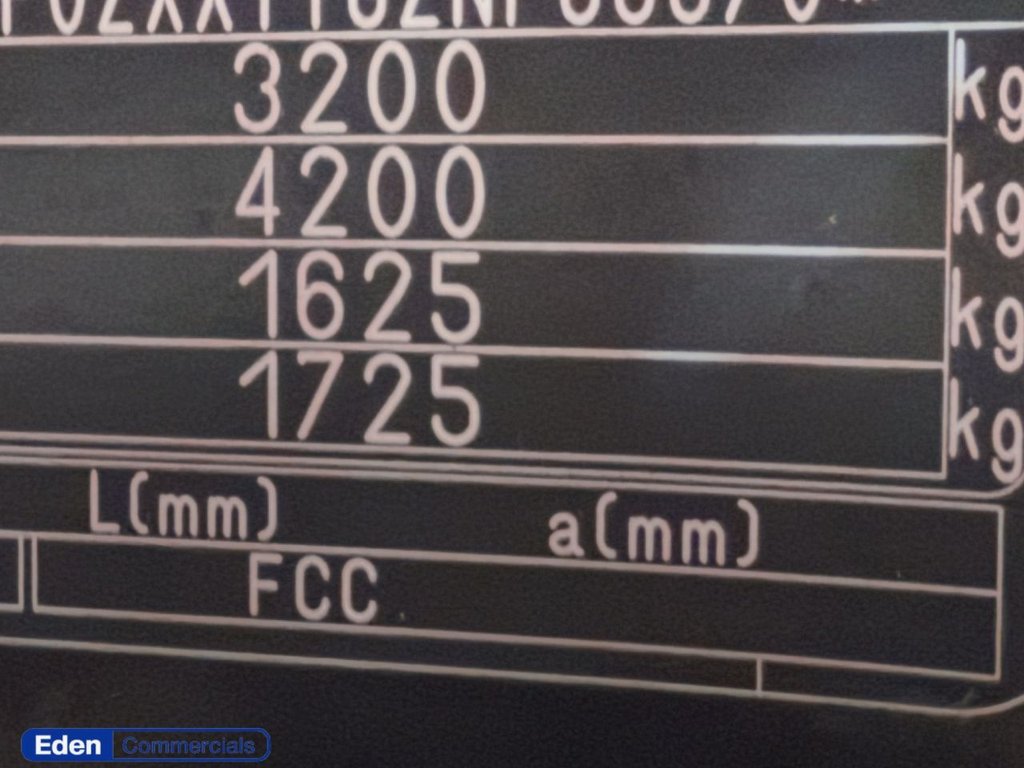 3200 kg
4200 kg
1625 kg
1725 kg
L(mm) a(mm)
FCC
Eden Commercials